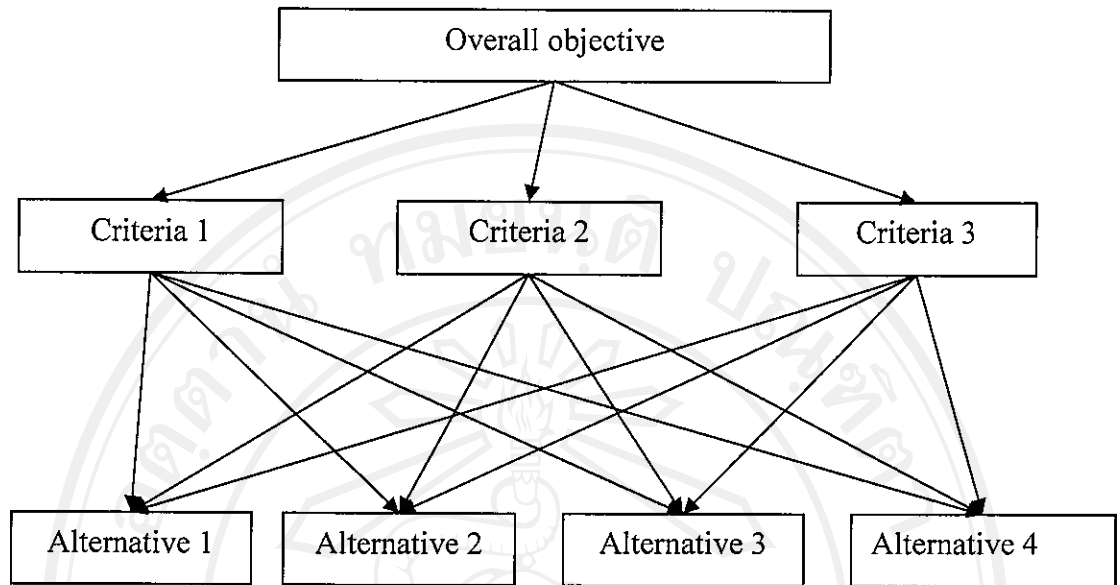 Overall objective
Criteria 1
Criteria 2
Criteria 3
Alternative 1
Alternative 2
Alternative 3
Alternative 4